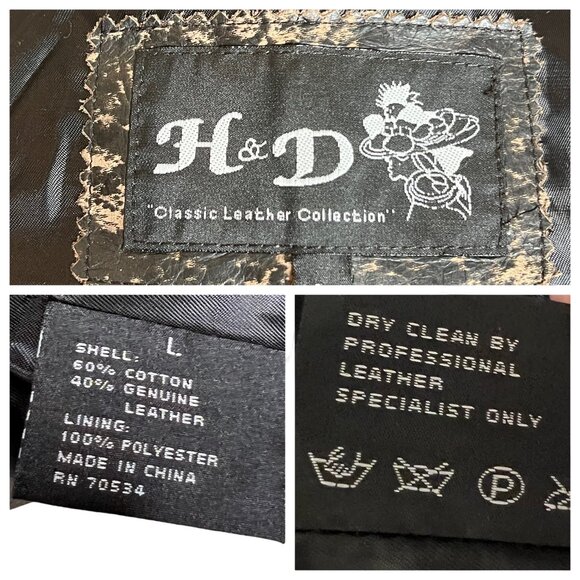 H & D
"Classic Leather Collection"
L
SHELL:
60% COTTON
40% GENUINE
LEATHER
LINING:
100% POLYESTER
MADE IN CHINA
RN 70534
DRY CLEAN BY
PROFESSIONAL
LEATHER
SPECIALIST ONLY
P